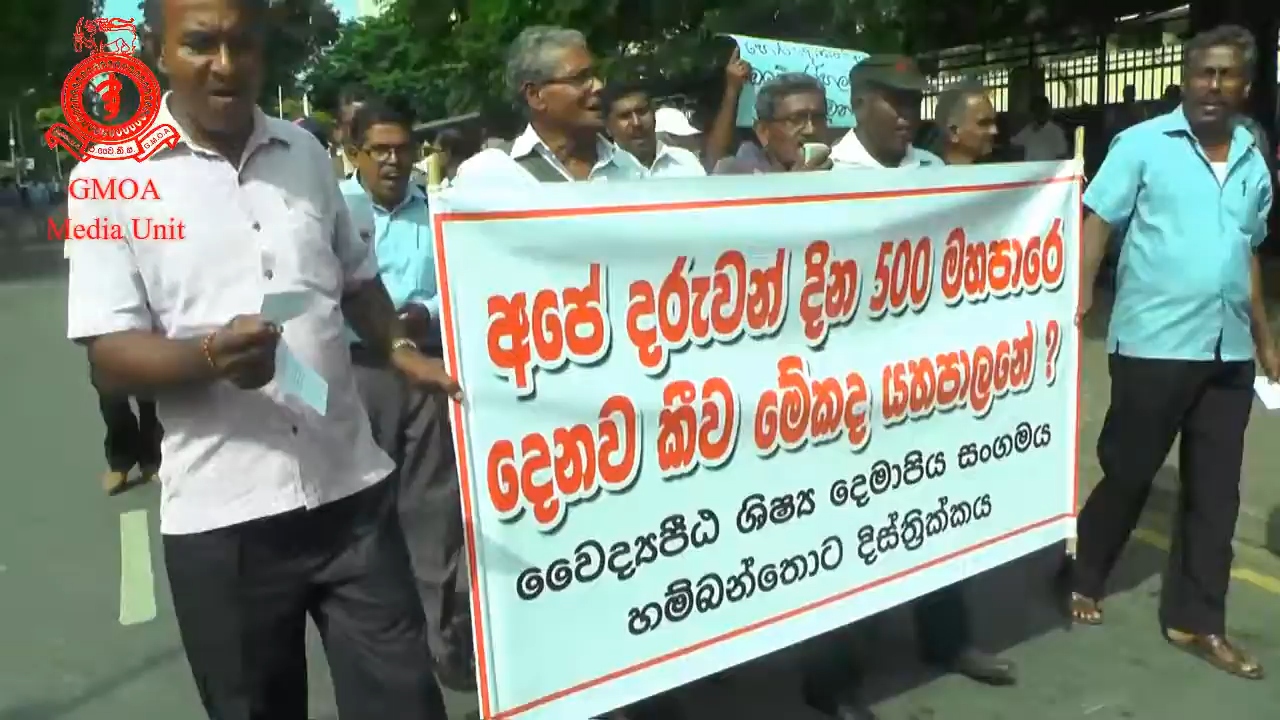 GMOA
Media Unit
අපේ දරුවන් දින 500 මහපාරේ
දෙනව කීව මේකද යහපාලනේ ?
වෛද්‍යපීඨ ශිෂ්‍ය දෙමාපිය සංගමය
හම්බන්තොට දිස්ත්‍රික්කය